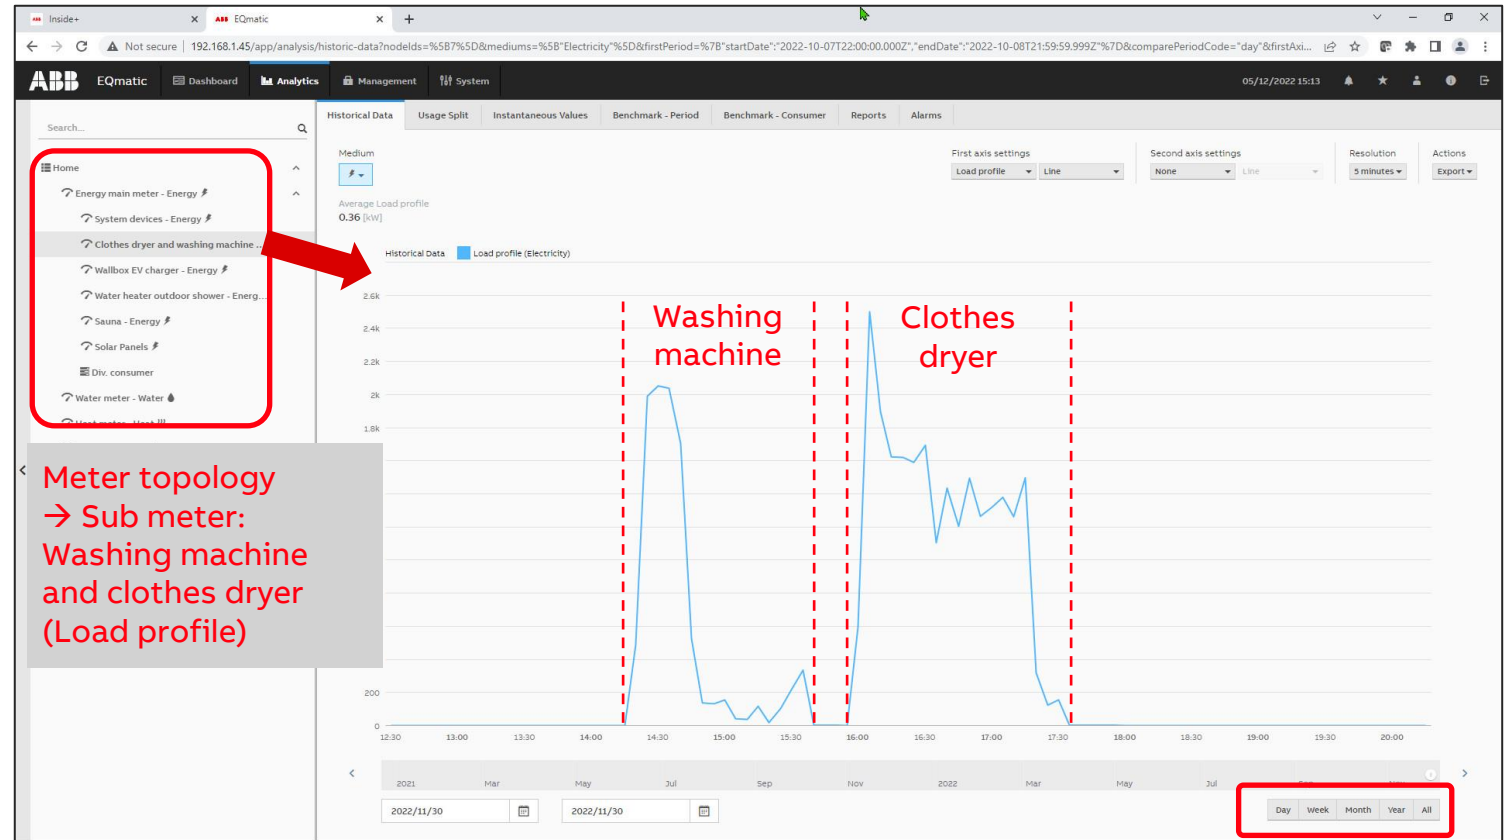 Inside+
ABB EQmatic
Not secure | 192.168.1.45/app/analysis/historic-data?nodeIds=%5B7%5D&mediums=%5B"Electricity"%5D&firstPeriod=%7B"startDate":"2022-10-07T22:00:00.000Z","endDate":"2022-10-08T21:59:59.999Z"%7D&comparePeriodCode="day"&firstAxi...
ABB EQmatic Dashboard Analytics Management System 05/12/2022 15:13
Search...
Home
Energy main meter - Energy
System devices - Energy
Clothes dryer and washing machine ...
Wallbox EV charger - Energy
Water heater outdoor shower - Energ...
Sauna - Energy
Solar Panels
Div. consumer
Water meter - Water
Meter topology
→ Sub meter:
Washing machine
and clothes dryer
(Load profile)
Historical Data Usage Split Instantaneous Values Benchmark - Period Benchmark - Consumer Reports Alarms
Medium
First axis settings Second axis settings Resolution Actions
Load profile Line None Line 5 minutes Export
Average Load profile
0.36 [kW]
Historical Data Load profile (Electricity)
2.6k
2.4k
2.2k
2k
1.8k
200
0
Washing
machine
Clothes
dryer
12:30 13:00 13:30 14:00 14:30 15:00 15:30 16:00 16:30 17:00 17:30 18:00 18:30 19:00 19:30 20:00
2021 Mar May Jul Sep Nov 2022 Mar May Jul
2022/11/30 2022/11/30
Day Week Month Year All